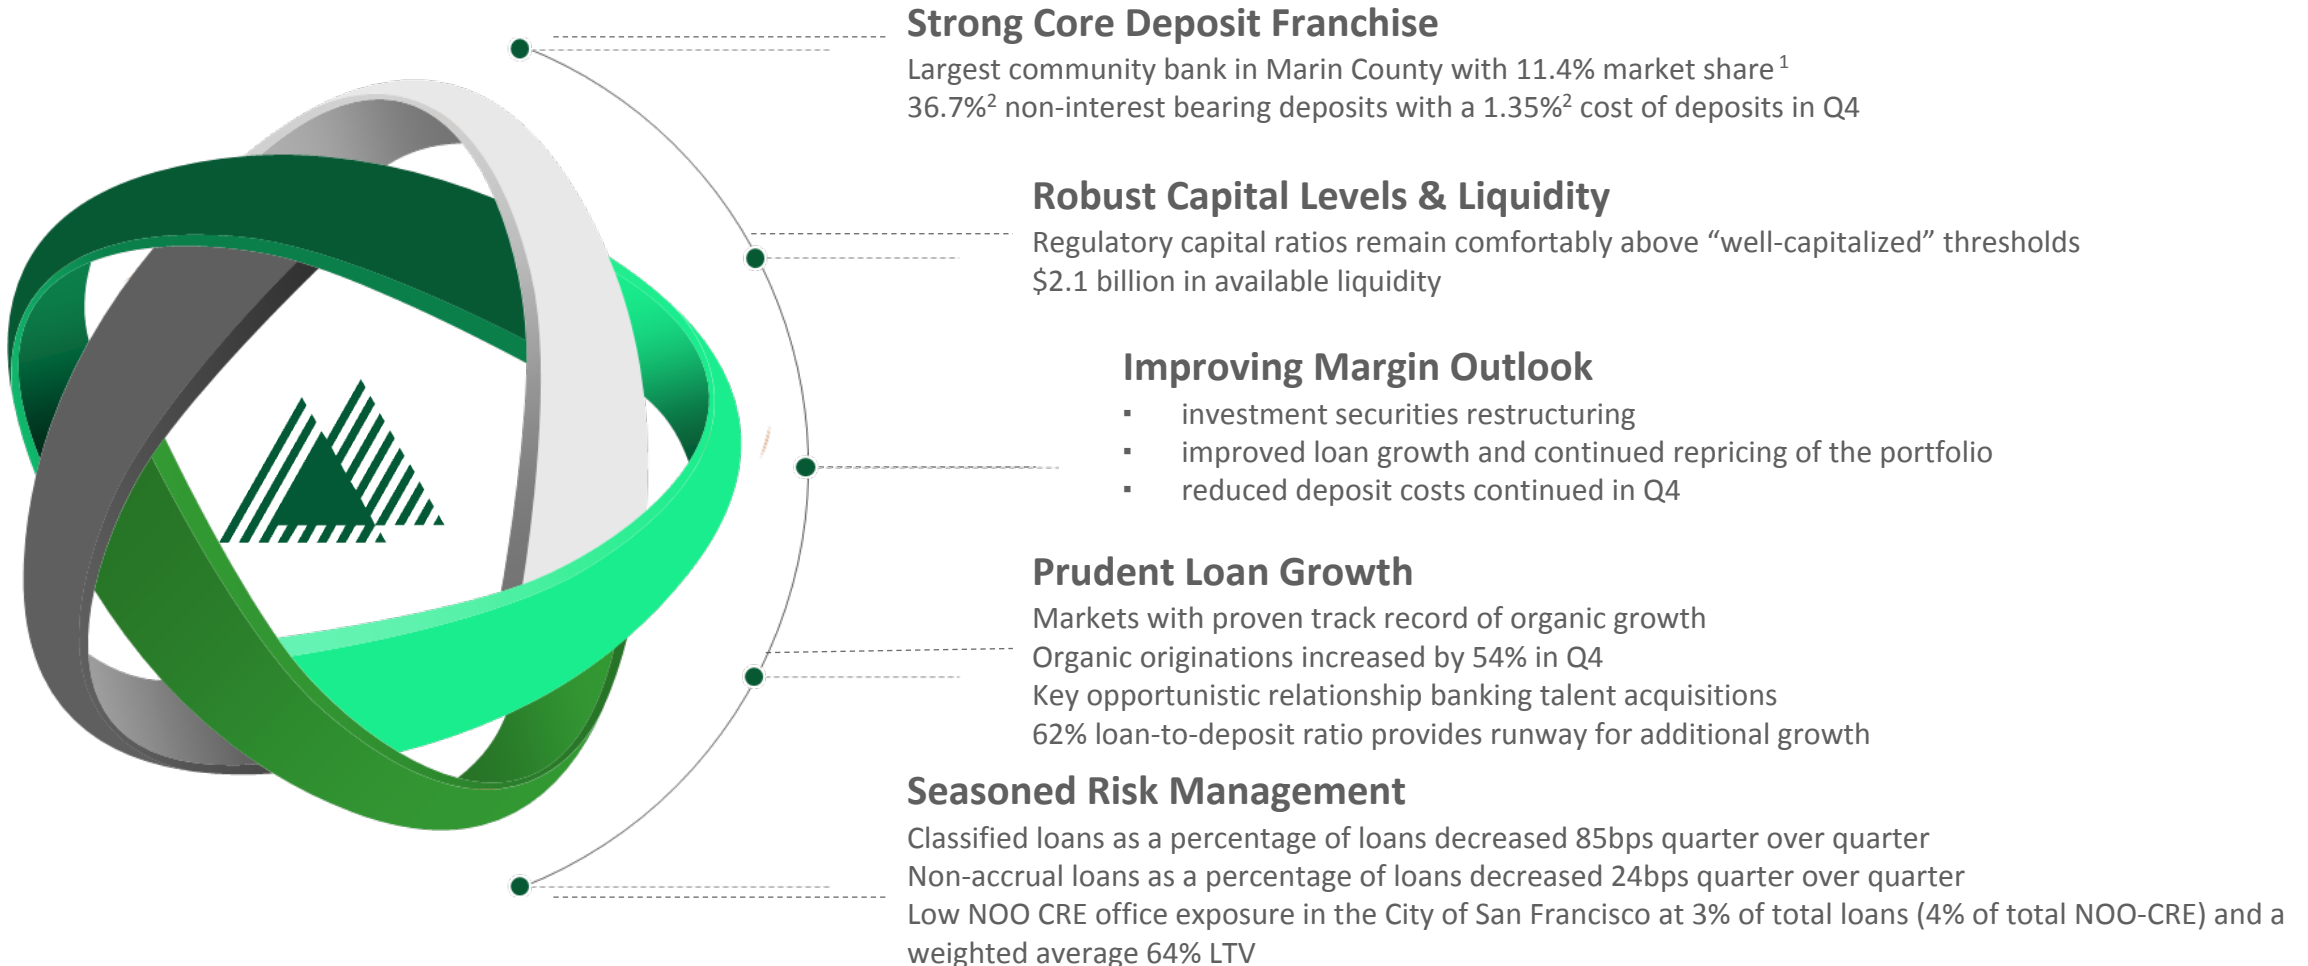 Strong Core Deposit Franchise
Largest community bank in Marin County with 11.4% market share 1
36.7%2 non-interest bearing deposits with a 1.35%2 cost of deposits in Q4
Robust Capital Levels & Liquidity
Regulatory capital ratios remain comfortably above “well-capitalized” thresholds
$2.1 billion in available liquidity
Improving Margin Outlook
▪ investment securities restructuring
▪ improved loan growth and continued repricing of the portfolio
▪ reduced deposit costs continued in Q4
Prudent Loan Growth
Markets with proven track record of organic growth
Organic originations increased by 54% in Q4
Key opportunistic relationship banking talent acquisitions
62% loan-to-deposit ratio provides runway for additional growth
Seasoned Risk Management
Classified loans as a percentage of loans decreased 85bps quarter over quarter
Non-accrual loans as a percentage of loans decreased 24bps quarter over quarter
Low NOO CRE office exposure in the City of San Francisco at 3% of total loans (4% of total NOO-CRE) and a
weighted average 64% LTV